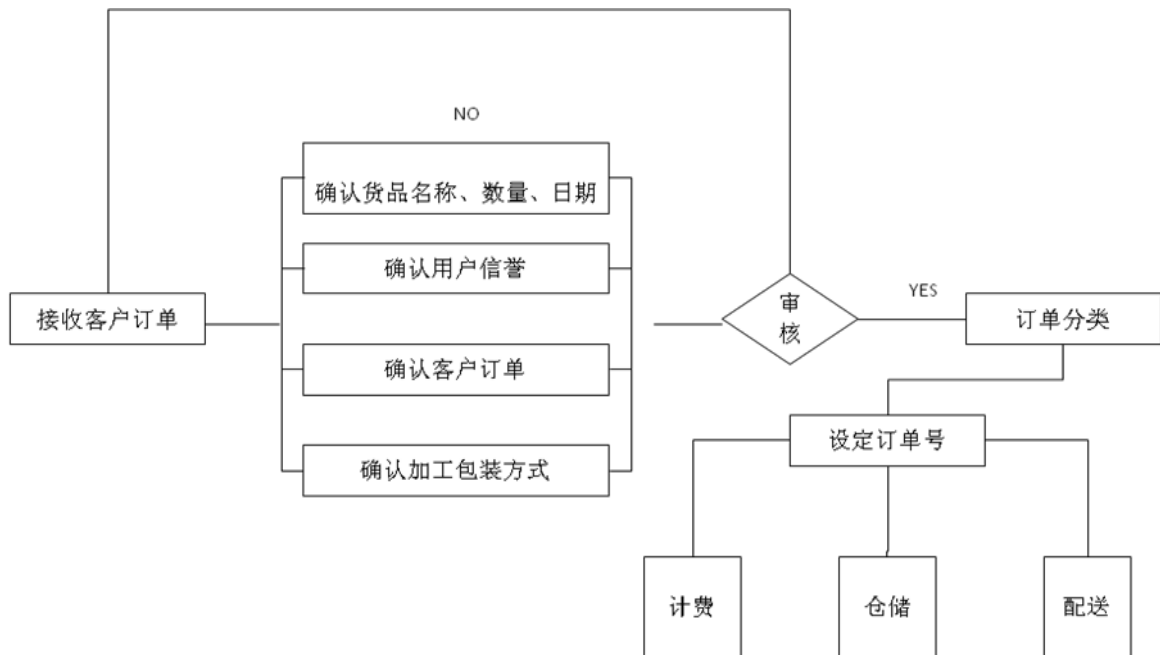 NO
确认货品名称、数量、日期
确认用户信誉
接收客户订单
确认客户订单
确认加工包装方式
审
核
YES
订单分类
设定订单号
计费
仓储
配送